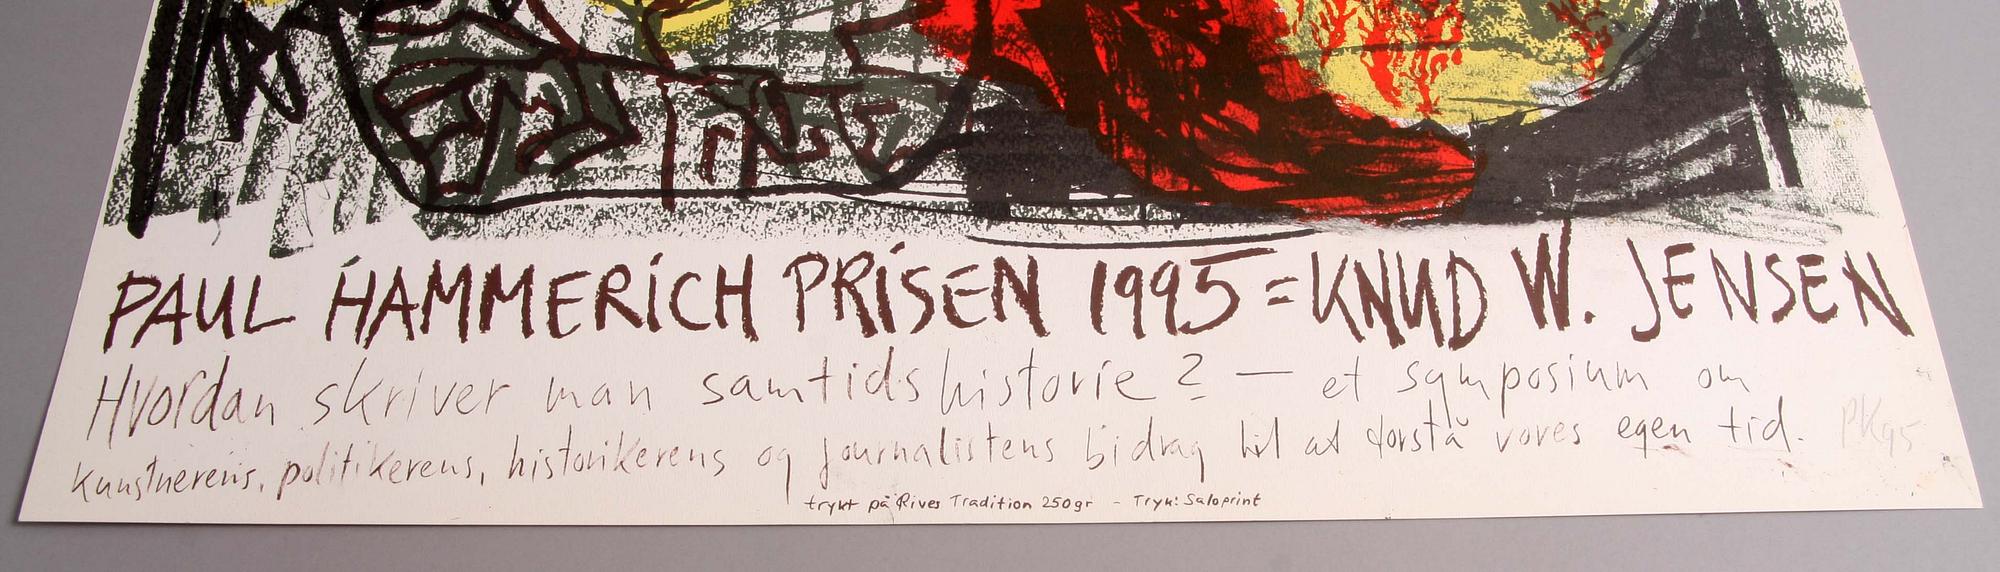 PAUL HAMMERICH PRISEN 1995 = KNUD W. JENSEN
Hvordan skriver man samtidshistorie? — et symposium om
kunstnerens, politikerens, historikerens og journalistens bidrag til at forstå vores egen tid.
PK95
trykt på Rives Tradition 250gr - Tryk: Saloprint